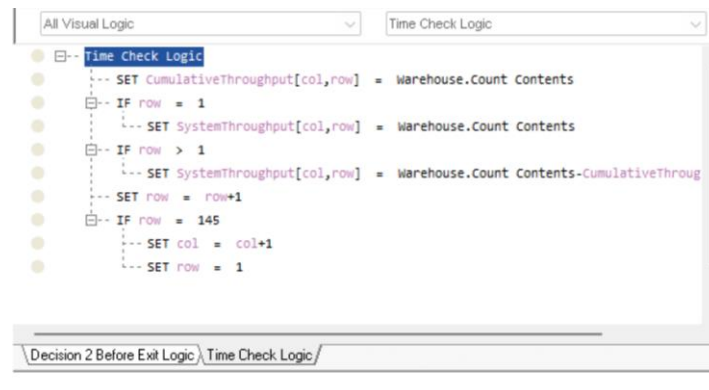 All Visual Logic Time Check Logic
Time Check Logic
SET CumulativeThroughput[col,row] = Warehouse.Count Contents
IF row = 1
SET SystemThroughput[col,row] = Warehouse.Count Contents
IF row > 1
SET SystemThroughput[col,row] = Warehouse.Count Contents-CumulativeThroug
SET row = row+1
IF row = 145
SET col = col+1
SET row = 1
Decision 2 Before Exit Logic Time Check Logic